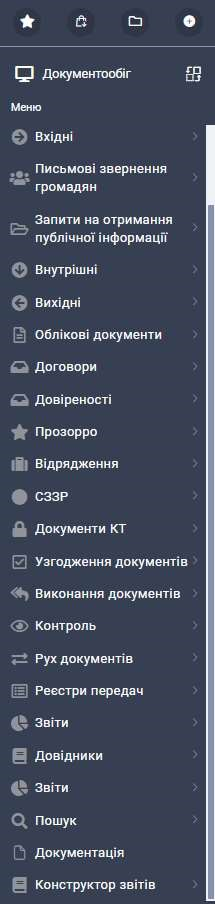 Документообіг
Меню
Вхідні
Письмові звернення
громадян
Запити на отримання
публічної інформації
Внутрішні
Вихідні
Облікові документи
Договори
Довіреності
Прозорро
Відрядження
СЗЗР
Документи КТ
Узгодження документів
Виконання документів
Контроль
Рух документів
Реєстри передач
Звіти
Довідники
Звіти
Пошук
Документація
Конструктор звітів